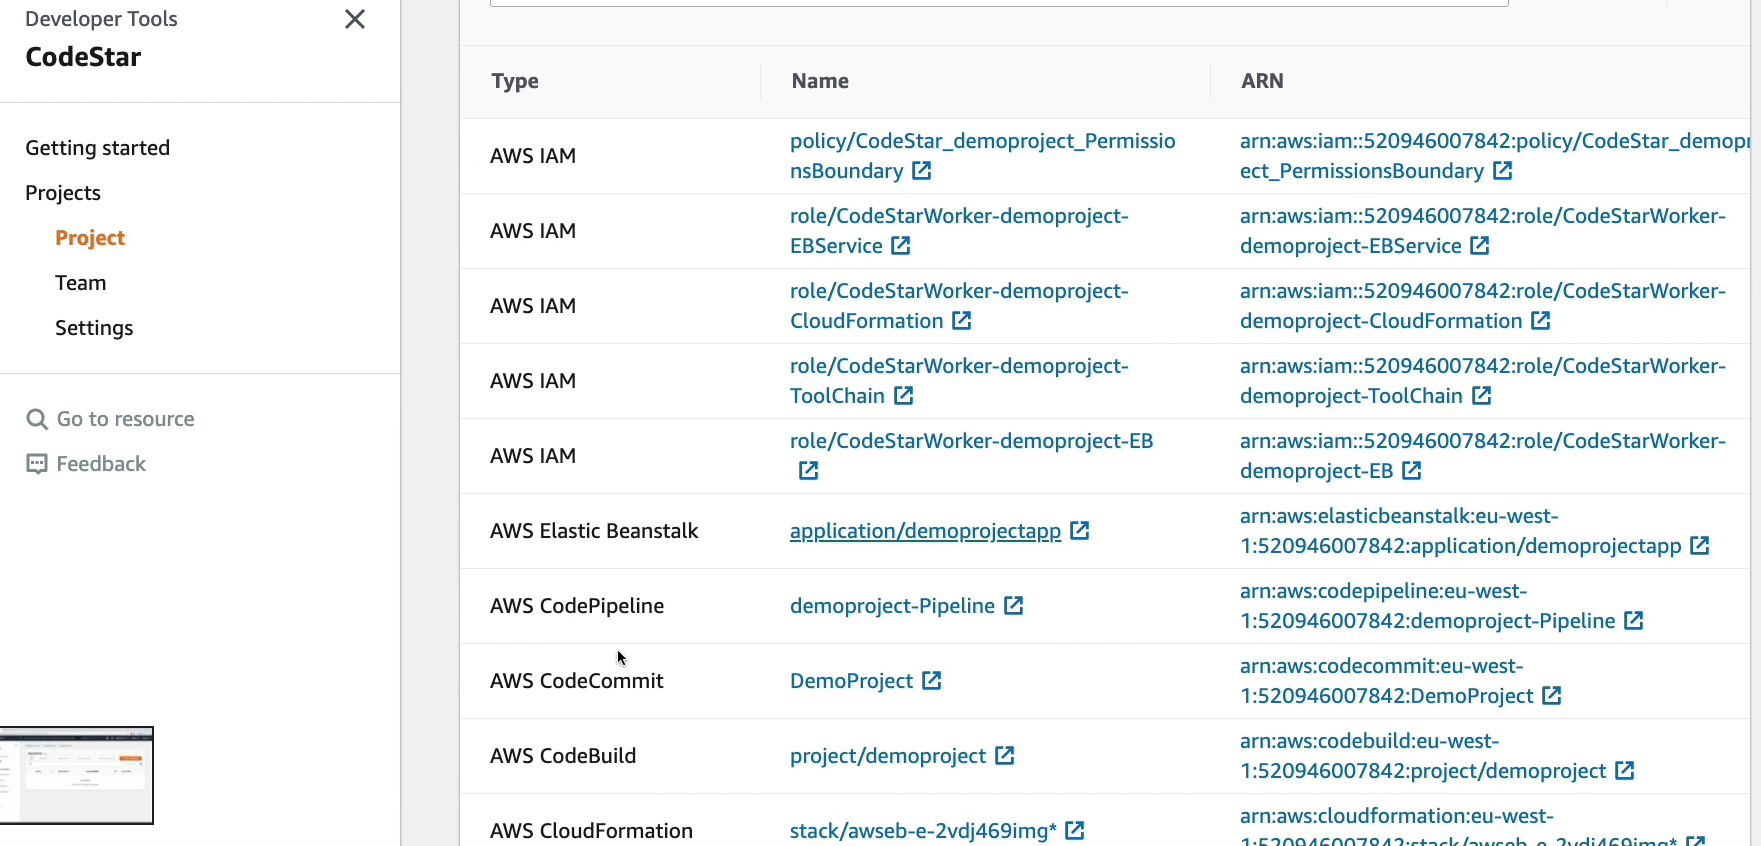 Developer Tools
CodeStar
Getting started
Projects
Project
Team
Settings
Go to resource
Feedback
Type Name ARN
AWS IAM
policy/CodeStar_demoproject_Permissio
nsBoundary
arn:aws:iam::520946007842:policy/CodeStar_demopr
ect_PermissionsBoundary
AWS IAM
role/CodeStarWorker-demoproject-
EBService
arn:aws:iam::520946007842:role/CodeStarWorker-
demoproject-EBService
AWS IAM
role/CodeStarWorker-demoproject-
CloudFormation
arn:aws:iam::520946007842:role/CodeStarWorker-
demoproject-CloudFormation
AWS IAM
role/CodeStarWorker-demoproject-
ToolChain
arn:aws:iam::520946007842:role/CodeStarWorker-
demoproject-ToolChain
AWS IAM
role/CodeStarWorker-demoproject-EB
arn:aws:iam::520946007842:role/CodeStarWorker-
demoproject-EB
AWS Elastic Beanstalk
application/demoprojectapp
arn:aws:elasticbeanstalk:eu-west-
1:520946007842:application/demoprojectapp
AWS CodePipeline
demoproject-Pipeline
arn:aws:codepipeline:eu-west-
1:520946007842:demoproject-Pipeline
AWS CodeCommit
DemoProject
arn:aws:codecommit:eu-west-
1:520946007842:DemoProject
AWS CodeBuild
project/demoproject
arn:aws:codebuild:eu-west-
1:520946007842:project/demoproject
AWS CloudFormation
stack/awseb-e-2vdj469img*
arn:aws:cloudformation:eu-west-
1:520946007842:stack/awseb-e-2vdj469img*